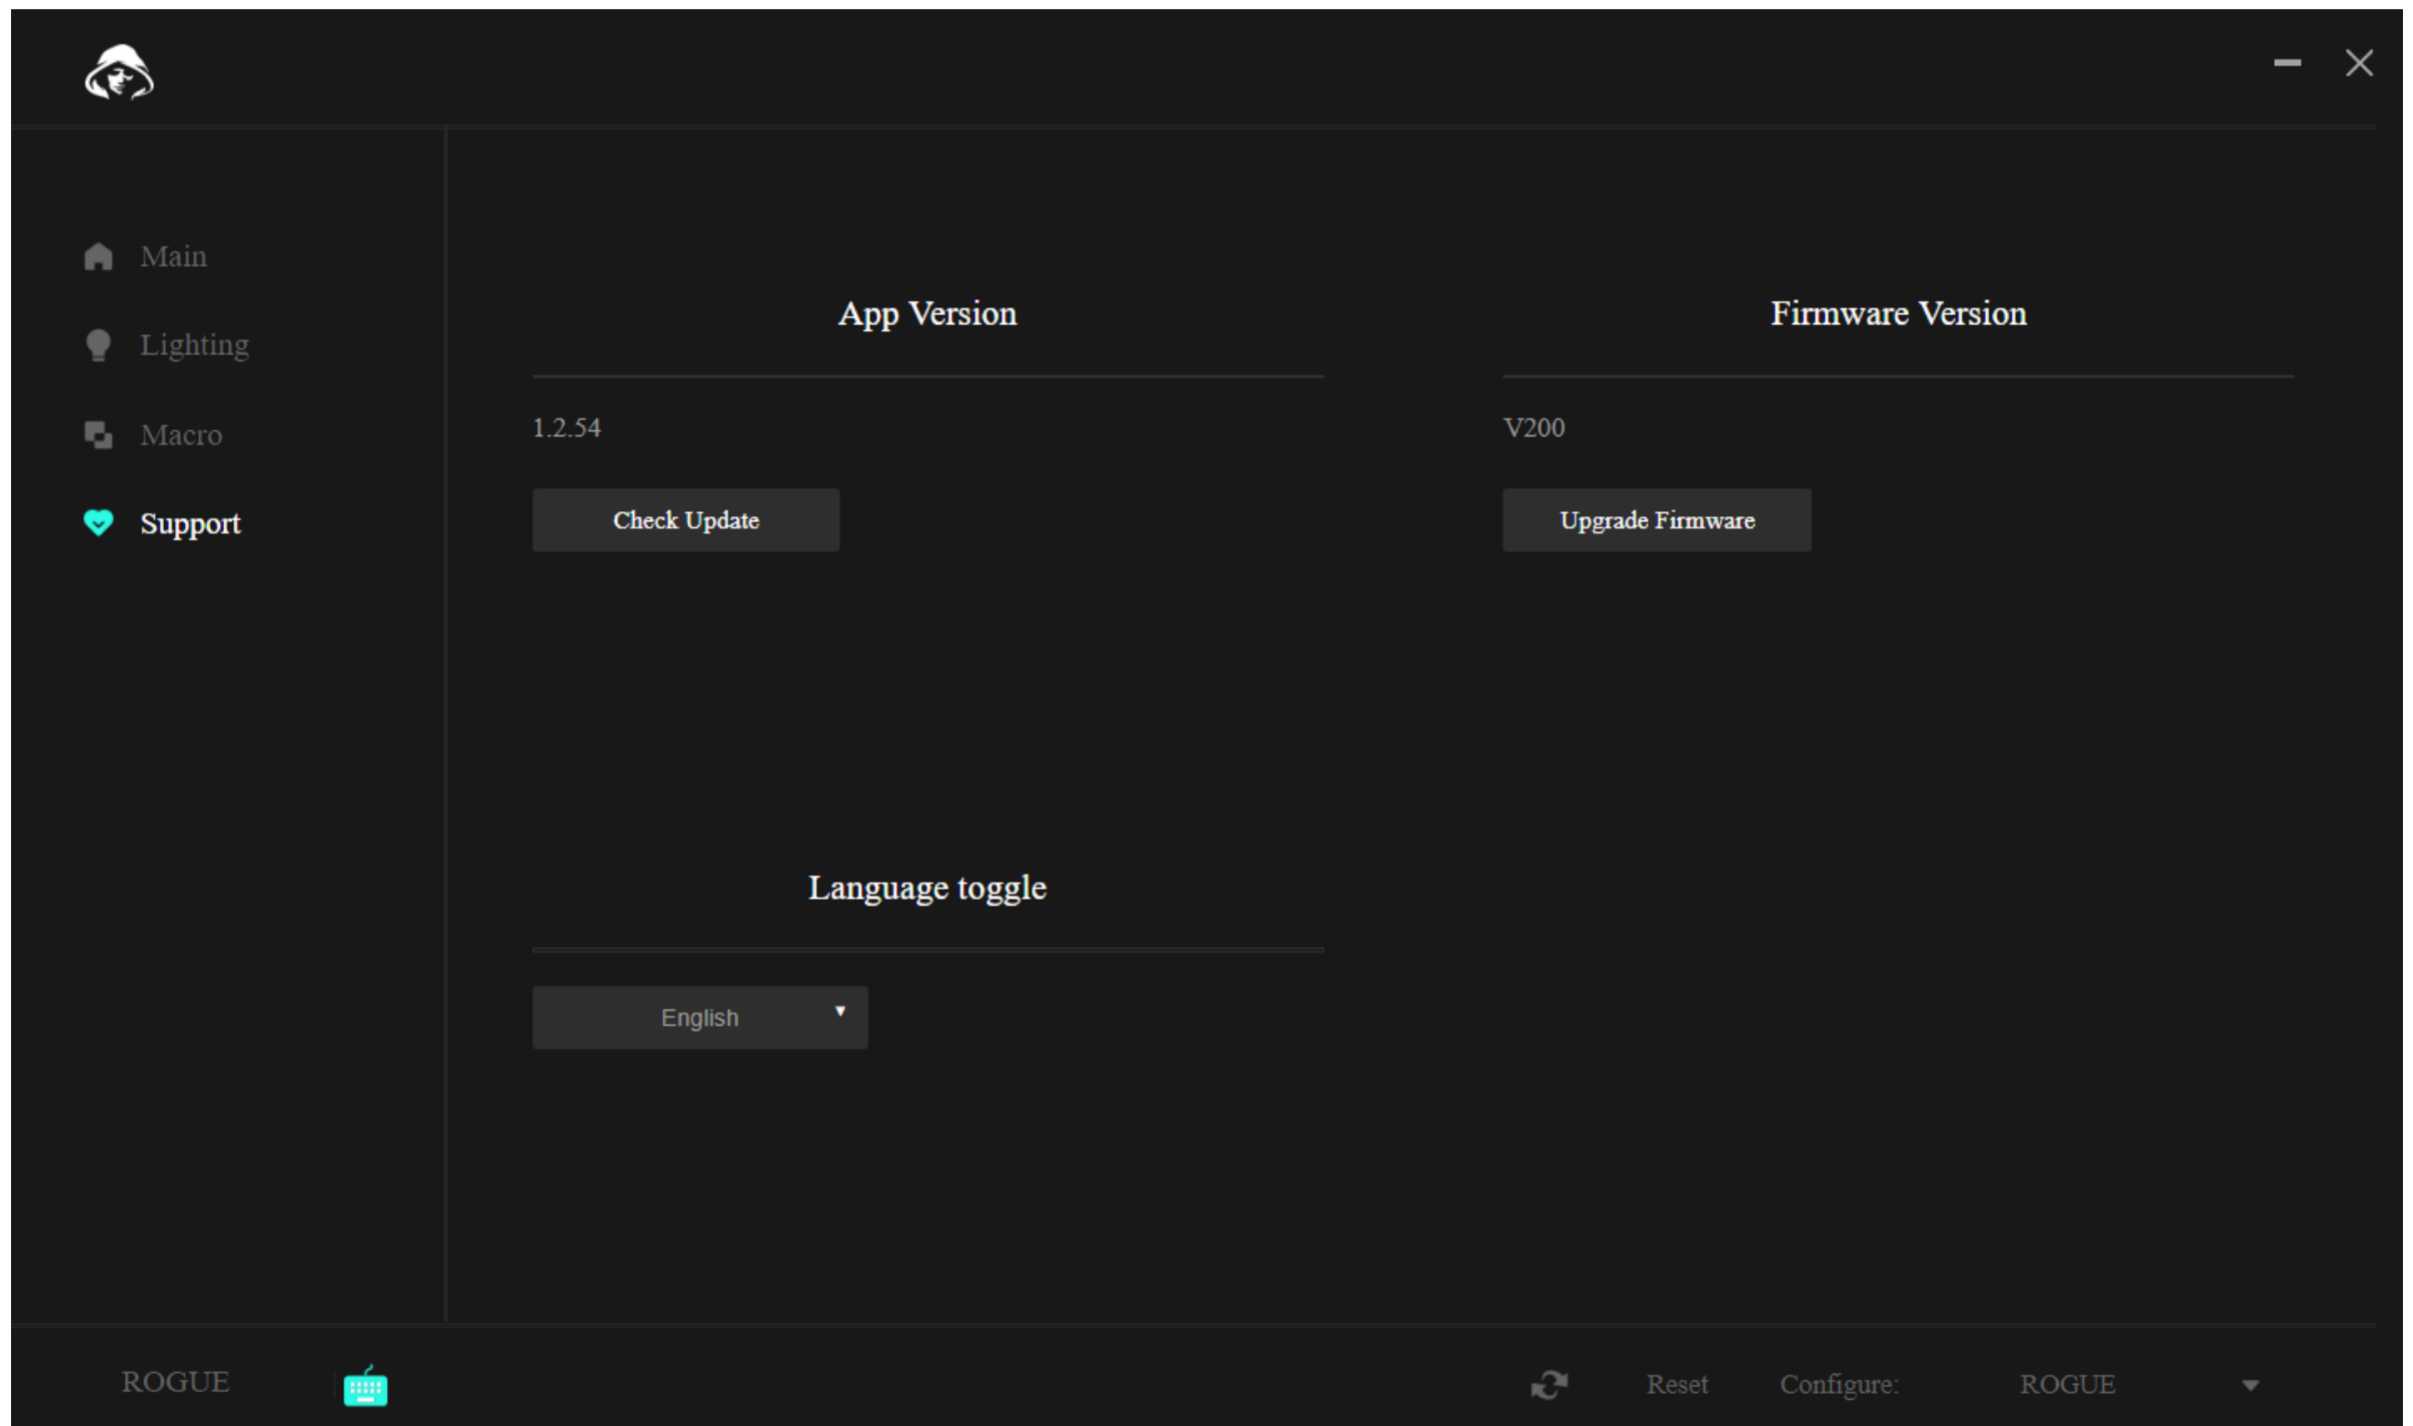 Main
Lighting
Macro
Support
App Version
1.2.54
Check Update
Firmware Version
V200
Upgrade Firmware
Language toggle
English
ROGUE
Reset
Configure:
ROGUE